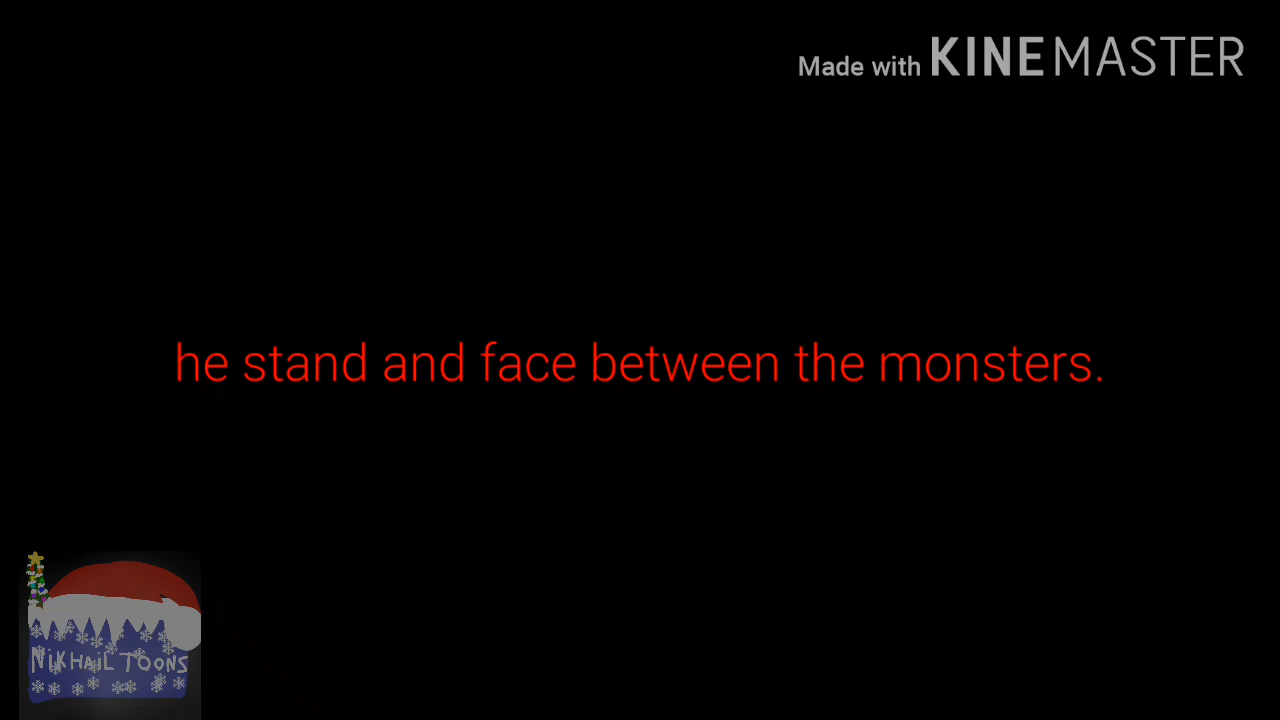 Made with KINEMASTER
he stand and face between the monsters.
NIKHAIL TOONS